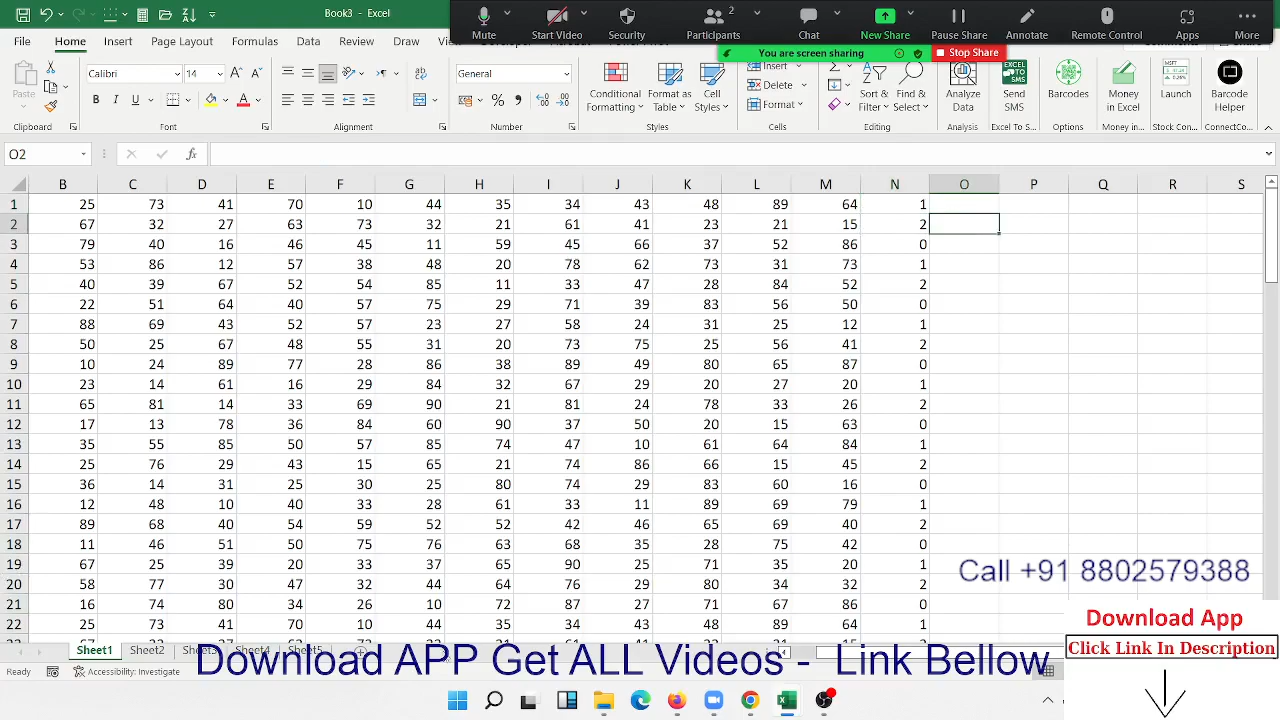 Book3 - Excel
Mute
Start Video
Security
2
Participants
Chat
New Share
Pause Share
Annotate
Remote Control
Apps
More
You are screen sharing
Stop Share
File
Home
Insert
Page Layout
Formulas
Data
Review
View
Paste
Clipboard
Calibri
14
B I U
A
Font
Alignment
General
% ,
Number
Conditional Formatting
Format as Table
Cell Styles
Styles
Insert
Delete
Format
Cells
Sort & Filter
Find & Select
Editing
Analyze Data
Analysis
EXCEL TO SMS
Send SMS
Excel To S...
Barcodes
Options
Money in Excel
Money in...
MSFT
Launch
Stock Con...
Barcode Helper
ConnectCo...
O2
fx
B C D E F G H I J K L M N O P Q R S
1 25 73 41 70 10 44 35 34 43 48 89 64 1
2 67 32 27 63 73 32 21 61 41 23 21 15 2
3 79 40 16 46 45 11 59 45 66 37 52 86 0
4 53 86 12 57 38 48 20 78 62 73 31 73 1
5 40 39 67 52 54 85 11 33 47 28 84 52 2
6 22 51 64 40 57 75 29 71 39 83 56 50 0
7 88 69 43 52 57 23 27 58 24 31 25 12 1
8 50 25 67 48 55 31 20 73 75 25 56 41 2
9 10 24 89 77 28 86 38 89 49 80 65 87 0
10 23 14 61 16 29 84 32 67 29 20 27 20 1
11 65 81 14 33 69 90 21 81 24 78 33 26 2
12 17 13 78 36 84 60 90 37 50 20 15 63 0
13 35 55 85 50 57 85 74 47 10 61 64 84 1
14 25 76 29 43 15 65 21 74 86 66 15 45 2
15 36 14 31 25 30 25 80 74 29 83 60 16 0
16 12 48 10 40 33 28 61 33 11 89 69 79 1
17 89 68 40 54 59 52 52 42 46 65 69 40 2
18 11 46 51 50 75 76 63 68 35 28 75 42 0
19 67 25 39 20 33 37 65 90 25 71 35 20 1
20 58 77 30 47 32 44 64 76 29 80 34 32 2
21 16 74 80 34 26 10 72 87 27 71 67 86 0
22 25 73 41 70 10 44 35 34 43 48 89 64 1
Call +91 8802579388
Download App
Click Link In Description
Sheet1
Sheet2
Sheet3
Sheet4
Sheet5
Download APP Get ALL Videos - Link Bellow
Ready
Accessibility: Investigate